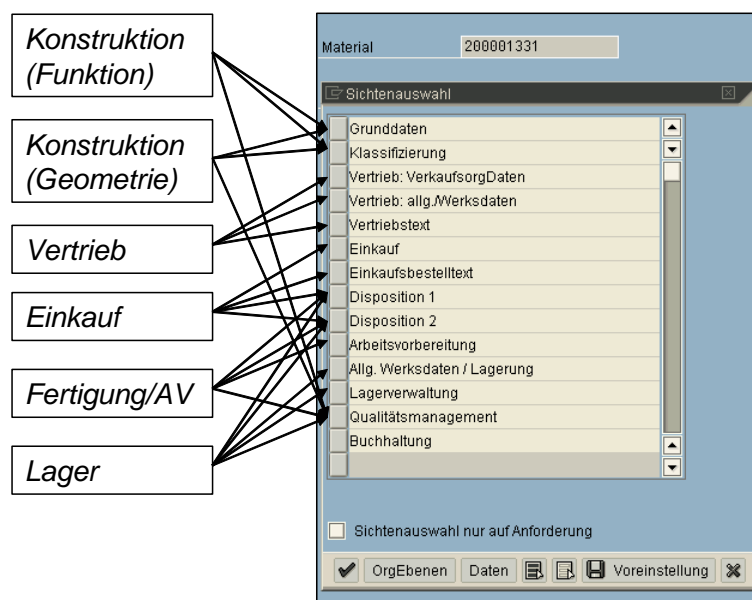 Konstruktion
(Funktion)
Konstruktion
(Geometrie)
Vertrieb
Einkauf
Fertigung/AV
Lager
Material 200001331
Sichtenauswahl
Grunddaten
Klassifizierung
Vertrieb: VerkaufsorgDaten
Vertrieb: allg./Werksdaten
Vertriebstext
Einkauf
Einkaufsbestelltext
Disposition 1
Disposition 2
Arbeitsvorbereitung
Allg. Werksdaten / Lagerung
Lagerverwaltung
Qualitätsmanagement
Buchhaltung
Sichtenauswahl nur auf Anforderung
OrgEbenen Daten Voreinstellung